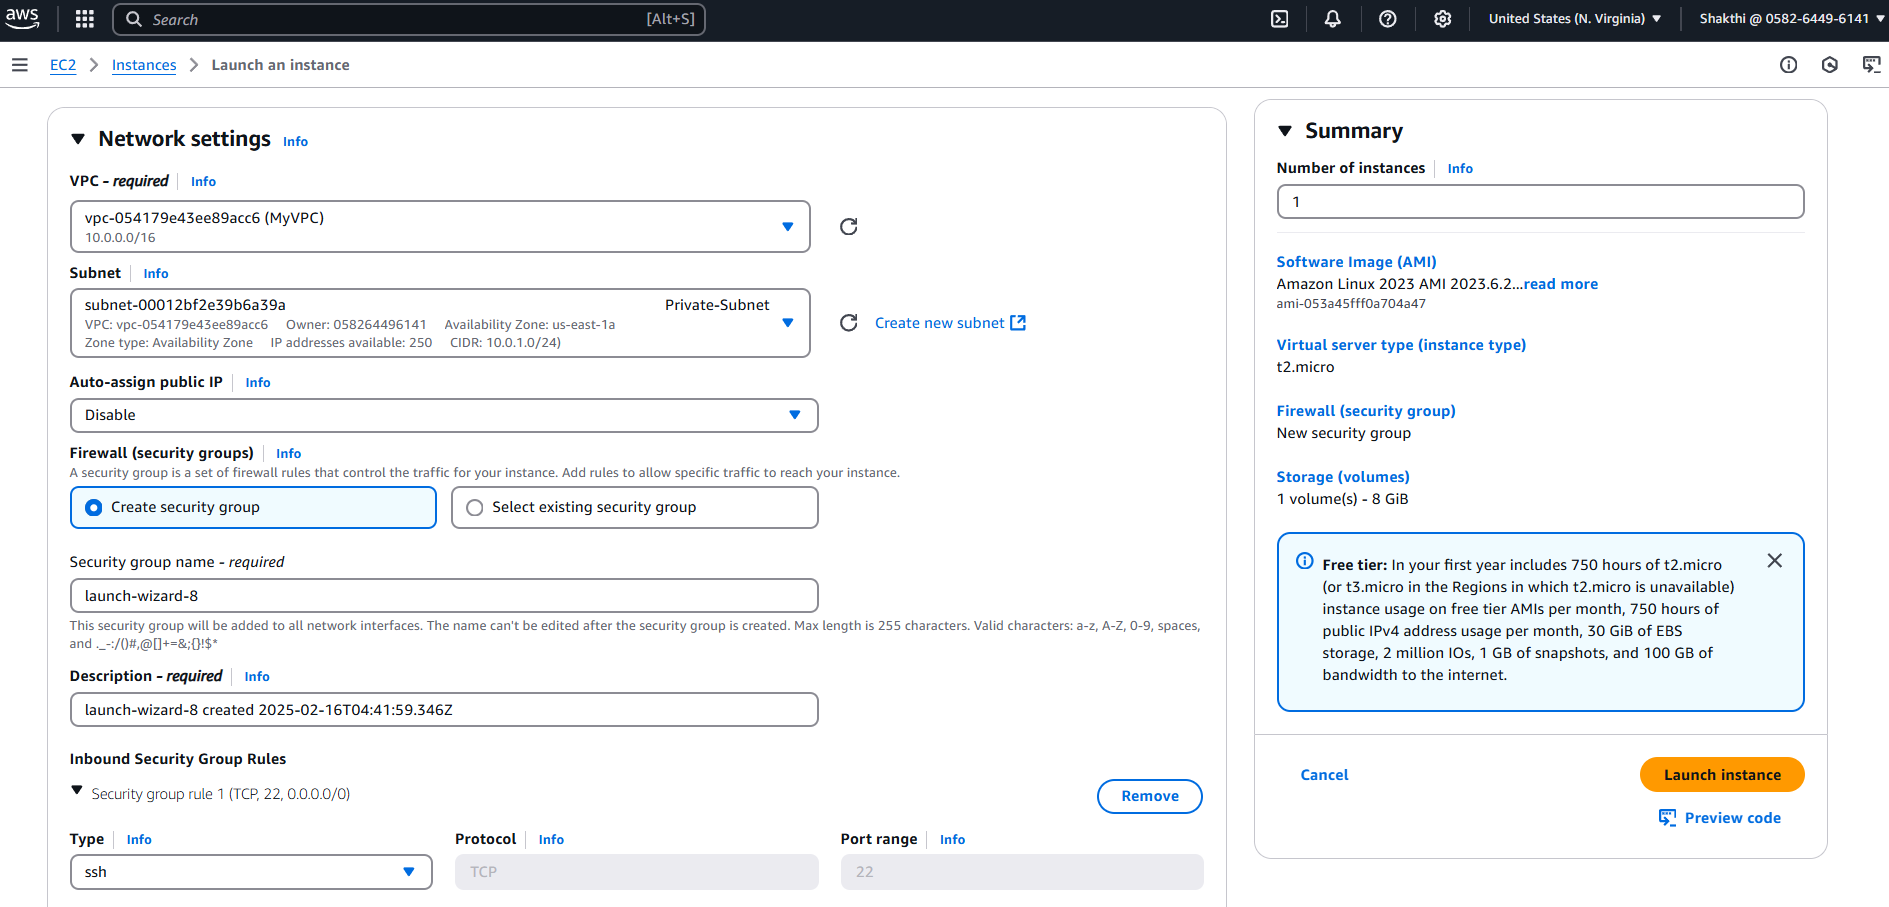 aws
Search [Alt+S]
United States (N. Virginia)
Shakthi @ 0582-6449-6141
EC2
Instances
Launch an instance
Network settings Info
VPC - required Info
vpc-054179e43ee89acc6 (MyVPC)
10.0.0.0/16
Subnet Info
subnet-00012bf2e39b6a39a Private-Subnet
VPC: vpc-054179e43ee89acc6 Owner: 058264496141 Availability Zone: us-east-1a
Zone type: Availability Zone IP addresses available: 250 CIDR: 10.0.1.0/24)
Create new subnet
Auto-assign public IP Info
Disable
Firewall (security groups) Info
A security group is a set of firewall rules that control the traffic for your instance. Add rules to allow specific traffic to reach your instance.
Create security group
Select existing security group
Security group name - required
launch-wizard-8
This security group will be added to all network interfaces. The name can't be edited after the security group is created. Max length is 255 characters. Valid characters: a-z, A-Z, 0-9, spaces,
and ._-:/()#,@[]+=&;{}!$*
Description - required Info
launch-wizard-8 created 2025-02-16T04:41:59.346Z
Inbound Security Group Rules
Security group rule 1 (TCP, 22, 0.0.0.0/0)
Remove
Type Info
Protocol Info
Port range Info
ssh
TCP
22
Summary
Number of instances Info
1
Software Image (AMI)
Amazon Linux 2023 AMI 2023.6.2...read more
ami-053a45fff0a704a47
Virtual server type (instance type)
t2.micro
Firewall (security group)
New security group
Storage (volumes)
1 volume(s) - 8 GiB
Free tier: In your first year includes 750 hours of t2.micro
(or t3.micro in the Regions in which t2.micro is unavailable)
instance usage on free tier AMIs per month, 750 hours of
public IPv4 address usage per month, 30 GiB of EBS
storage, 2 million IOs, 1 GB of snapshots, and 100 GB of
bandwidth to the internet.
Cancel
Launch instance
Preview code